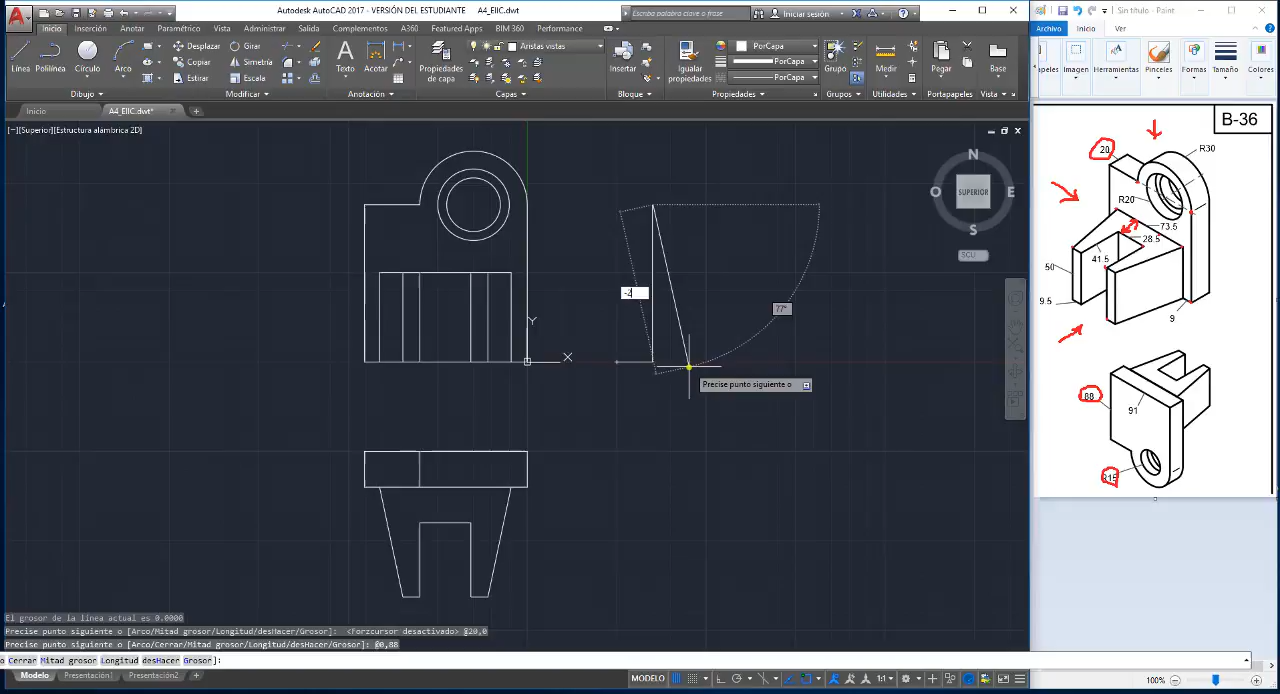 Autodesk AutoCAD 2017 - VERSIÓN DEL ESTUDIANTE A4_EIIC.dwt
Escriba palabra clave o frase
Iniciar sesión
Inicio Inserción Anotar Paramétrico Vista Administrar Salida Complementos A360 Featured Apps BIM 360 Performance
Línea Polilínea Círculo Arco
Desplazar Girar
Copiar Simetría
Estirar Escala
Texto Acotar
Propiedades de capas
Aristas vistas
Insertar
Igualar propiedades
PorCapa
PorCapa
PorCapa
Grupo Medir Pegar Base
Dibujo Modificar Anotación Capas Bloque Propiedades Grupos Utilidades Portapapeles Vista
Inicio A4_EIIC.dwt*
[−][Superior][Estructura alámbrica 2D]
N
O SUPERIOR E
S
SCU
-2
77°
Y
X
Precise punto siguiente o
El grosor de la línea actual es 0.0000
Precise punto siguiente o [Arco/Mitad grosor/Longitud/desHacer/Grosor]: <Forzcursor desactivado> @20,0
Precise punto siguiente o [Arco/Cerrar/Mitad grosor/Longitud/desHacer/Grosor]: @0,88
o Cerrar Mitad grosor Longitud desHacer Grosor]:
Modelo Presentación1 Presentación2
MODELO
1:1
Sin título - Paint
Archivo Inicio Ver
Imagen Herramientas Pinceles Formas Tamaño Colores
B-36
20
R30
R20
73.5
28.5
41.5
50
9.5
9
88
91
R15
100%